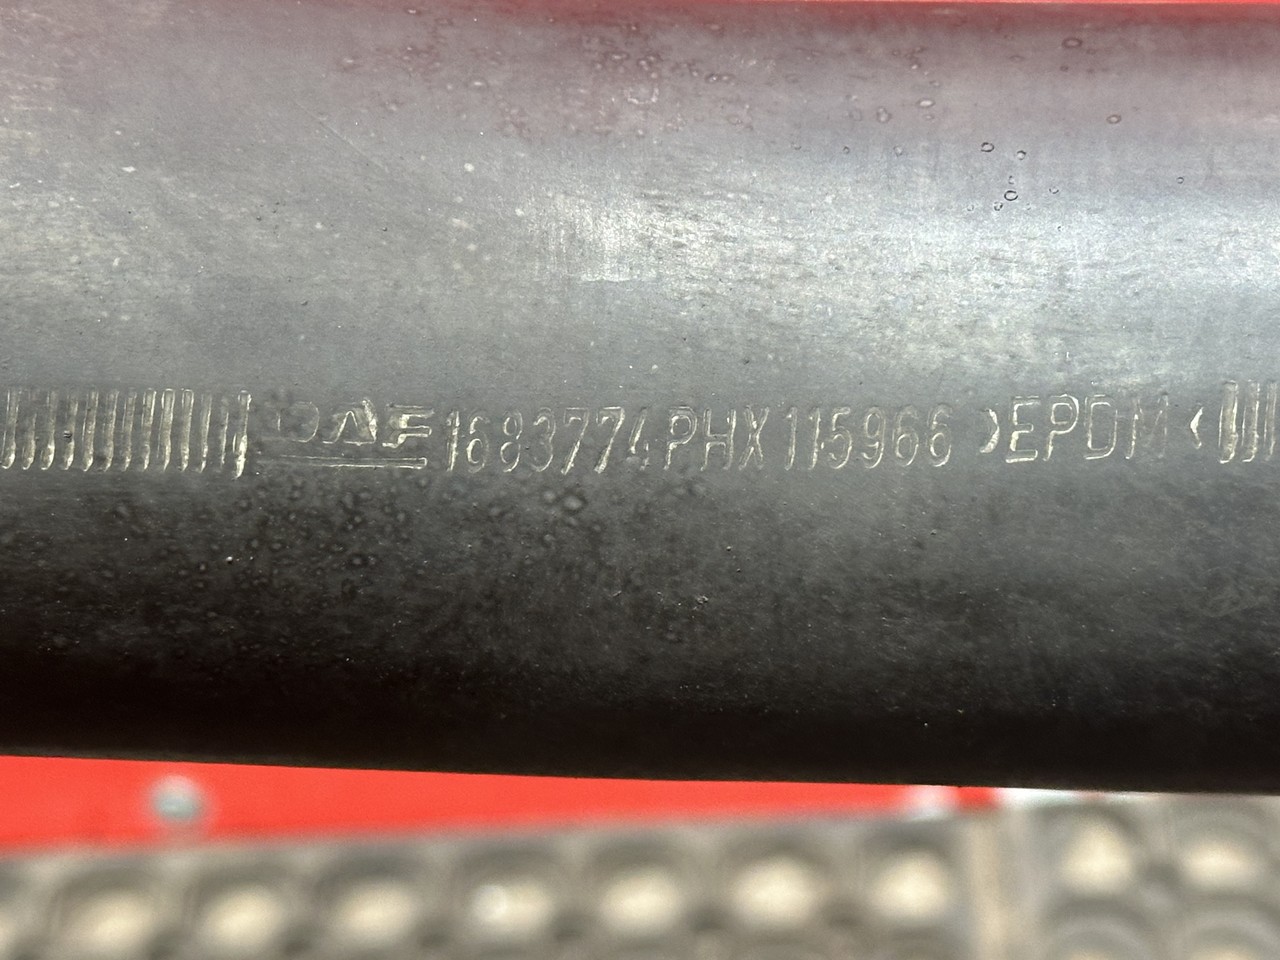 DAF 1683774 PHX 115966 >EPDM<